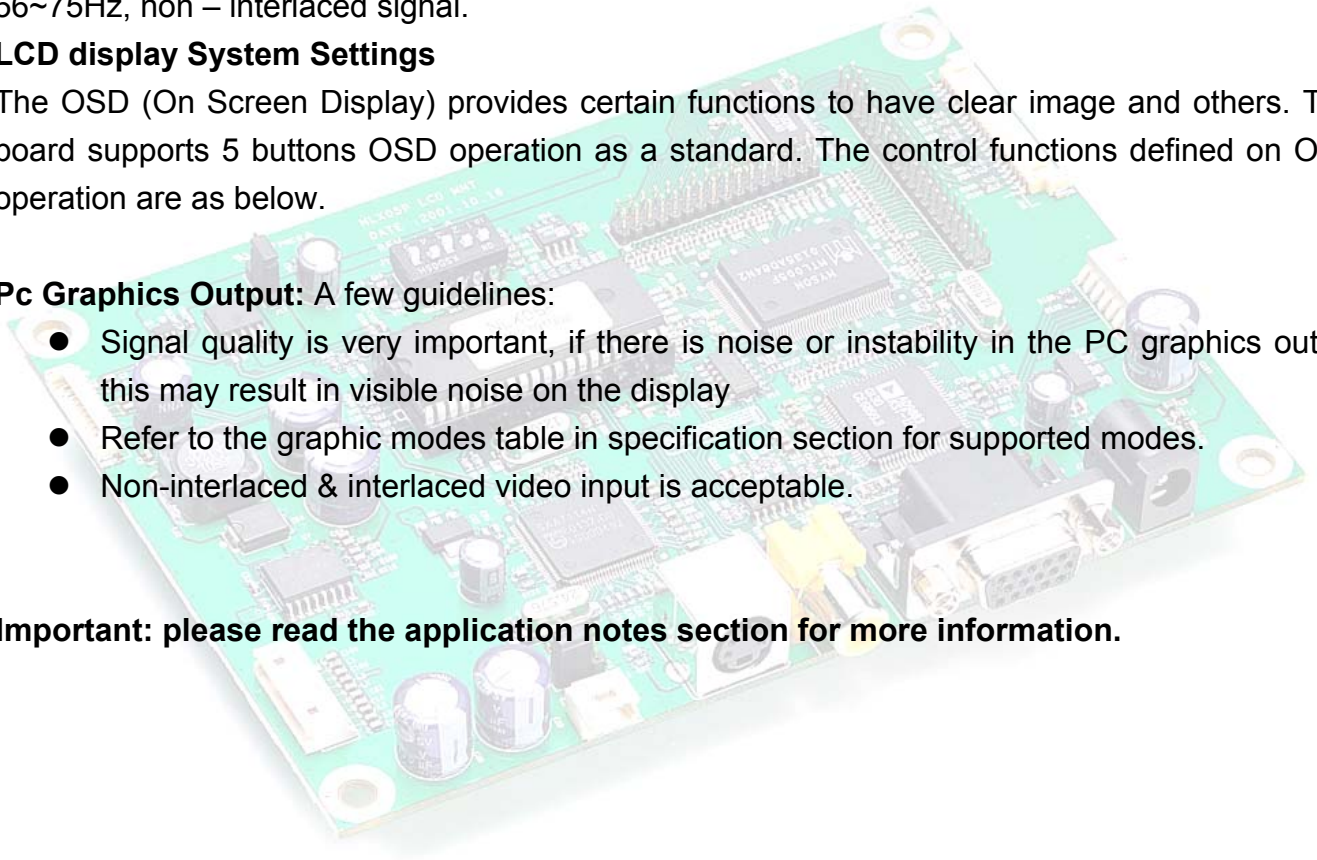 56~75Hz, non – interlaced signal.
LCD display System Settings
The OSD (On Screen Display) provides certain functions to have clear image and others. T
board supports 5 buttons OSD operation as a standard. The control functions defined on O
operation are as below.
Pc Graphics Output: A few guidelines:
● Signal quality is very important, if there is noise or instability in the PC graphics out
this may result in visible noise on the display
● Refer to the graphic modes table in specification section for supported modes.
● Non-interlaced & interlaced video input is acceptable.
Important: please read the application notes section for more information.